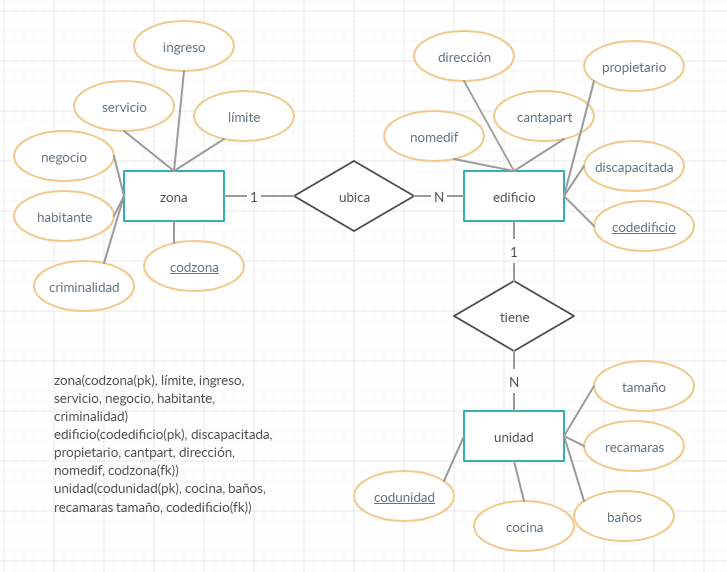 ingreso
servicio
límite
negocio
habitante
criminalidad
codzona
zona
1
ubica
N
dirección
propietario
cantapart
nomedif
discapacitada
codedificio
edificio
1
tiene
N
unidad
tamaño
recamaras
baños
cocina
codunidad
zona(codzona(pk), límite, ingreso,
servicio, negocio, habitante,
criminalidad)
edificio(codedificio(pk), discapacitada,
propietario, cantpart, dirección,
nomedif, codzona(fk))
unidad(codunidad(pk), cocina, baños,
recamaras tamaño, codedificio(fk))